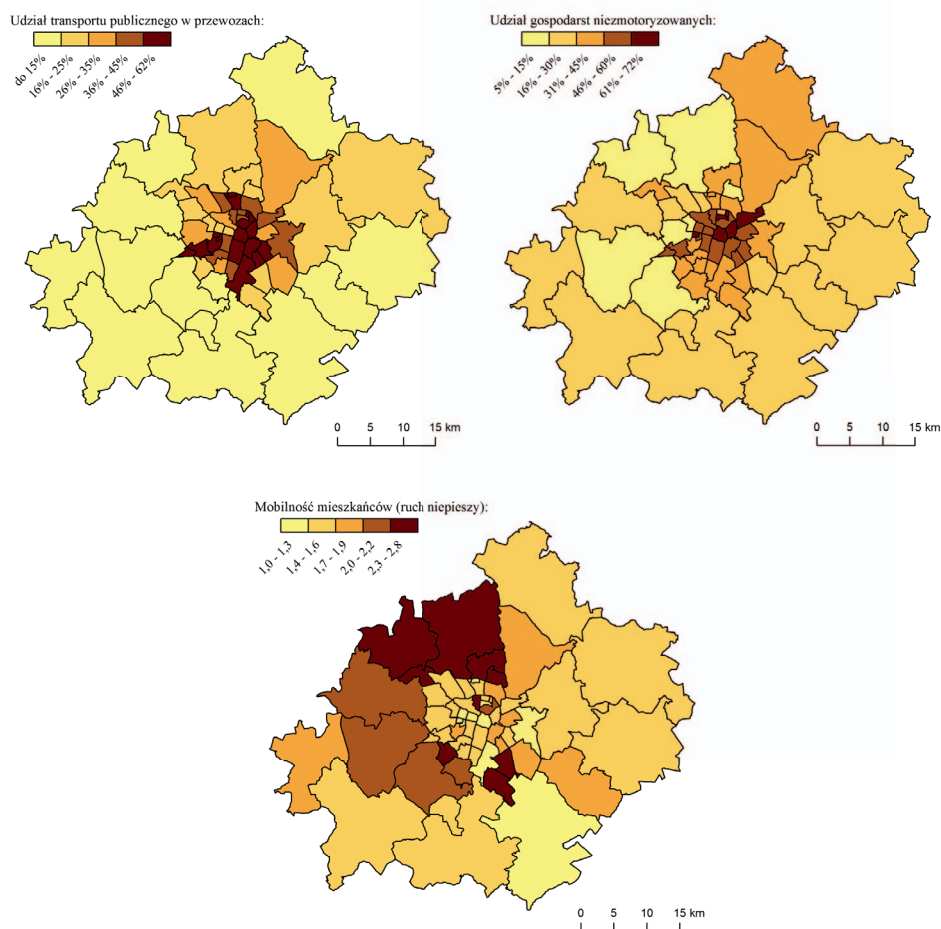 Udział transportu publicznego w przewozach:
do 15%
16% - 25%
26% - 35%
36% - 45%
46% - 62%
0 5 10 15 km
Udział gospodarst niezmotoryzowanych:
5% - 15%
16% - 30%
31% - 45%
46% - 60%
61% - 72%
0 5 10 15 km
Mobilność mieszkańców (ruch niepieszy):
1,0 - 1,3
1,4 - 1,6
1,7 - 1,9
2,0 - 2,2
2,3 - 2,8
0 5 10 15 km